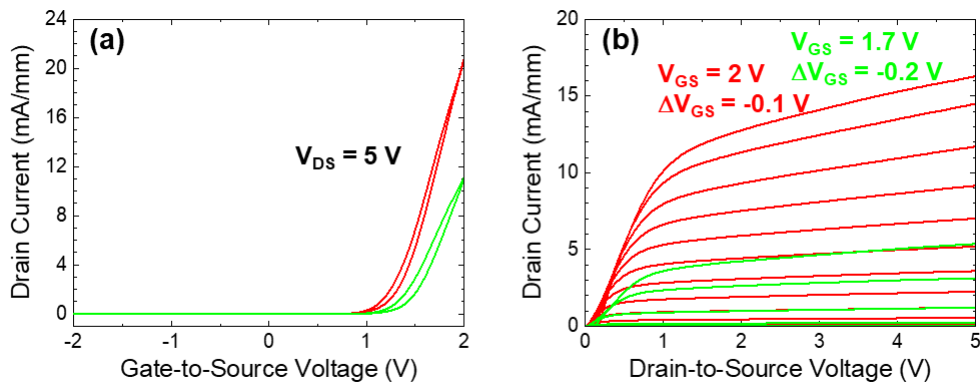 (a)
24
20
16
12
8
4
0
Drain Current (mA/mm)
V_DS = 5 V
-2 -1 0 1 2
Gate-to-Source Voltage (V)
(b)
20
15
10
5
0
Drain Current (mA/mm)
V_GS = 2 V
ΔV_GS = -0.1 V
V_GS = 1.7 V
ΔV_GS = -0.2 V
0 1 2 3 4 5
Drain-to-Source Voltage (V)